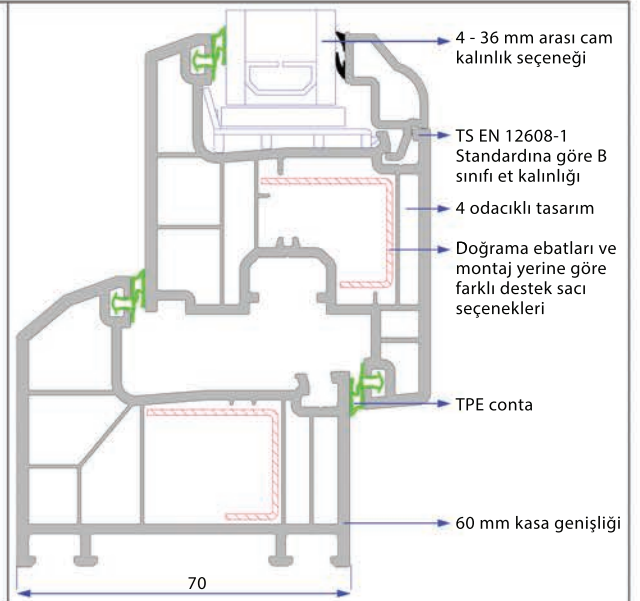 4 - 36 mm arası cam
kalınlık seçeneği
TS EN 12608-1
Standardına göre B
sınıfı et kalınlığı
4 odacıklı tasarım
Doğrama ebatları ve
montaj yerine göre
farklı destek sacı
seçenekleri
TPE conta
60 mm kasa genişliği
70